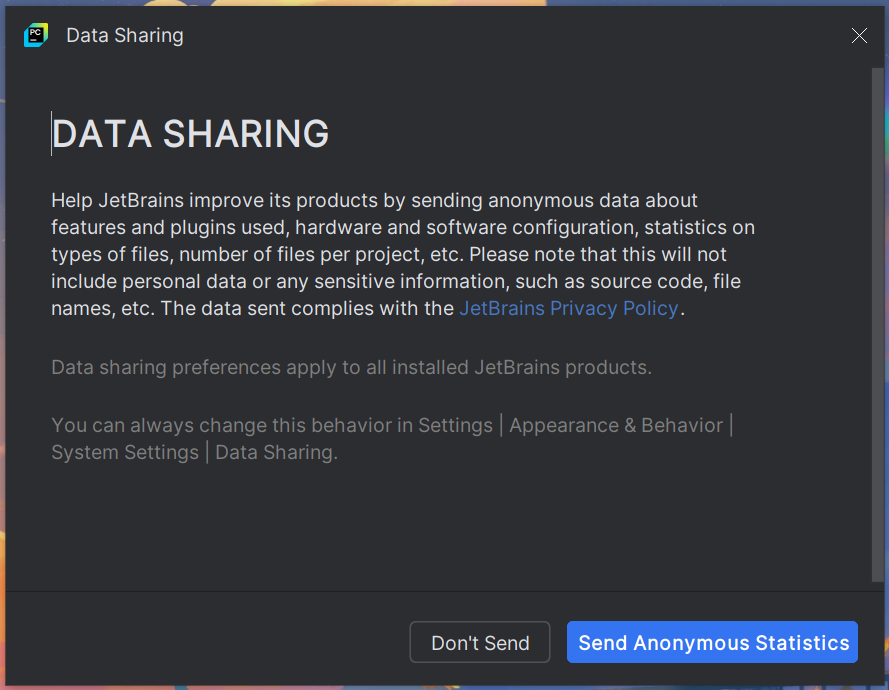 PC
Data Sharing
DATA SHARING
Help JetBrains improve its products by sending anonymous data about
features and plugins used, hardware and software configuration, statistics on
types of files, number of files per project, etc. Please note that this will not
include personal data or any sensitive information, such as source code, file
names, etc. The data sent complies with the JetBrains Privacy Policy.
Data sharing preferences apply to all installed JetBrains products.
You can always change this behavior in Settings | Appearance & Behavior |
System Settings | Data Sharing.
Don't Send
Send Anonymous Statistics